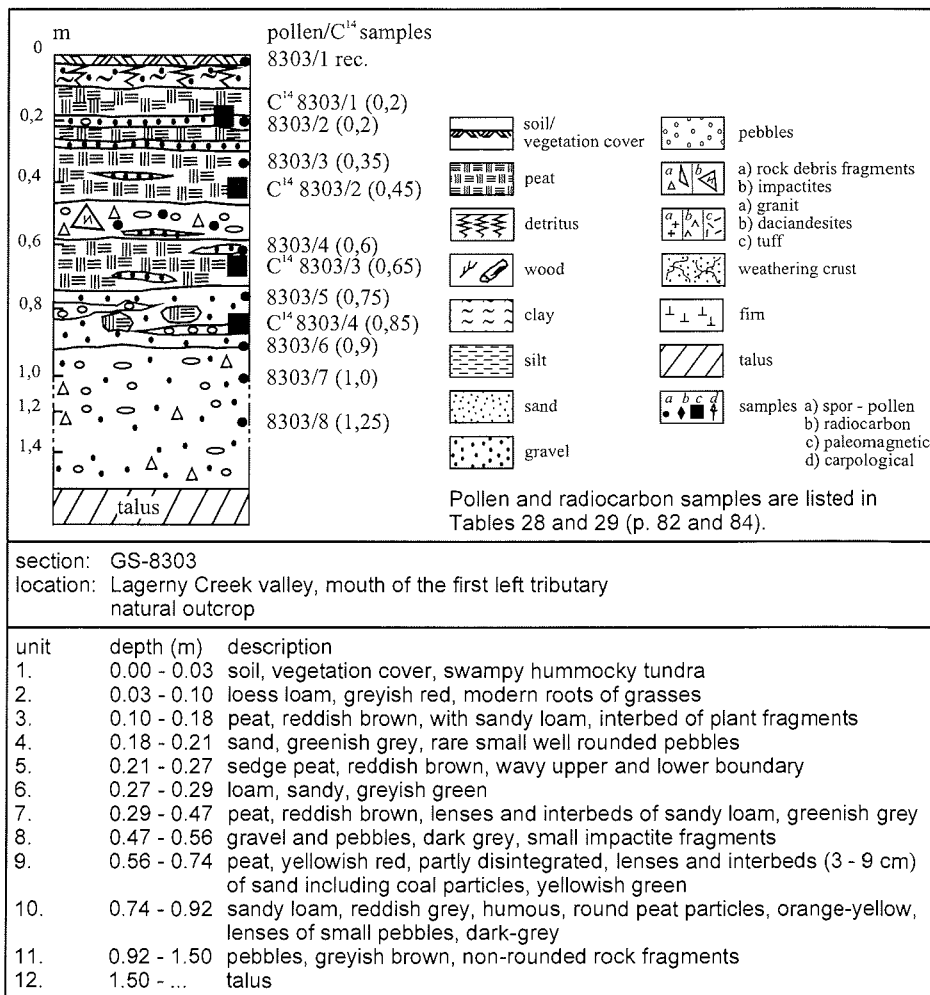 m
pollen/C¹⁴ samples
0
8303/1 rec.
C¹⁴ 8303/1 (0,2)
0,2
8303/2 (0,2)
8303/3 (0,35)
0,4
C¹⁴ 8303/2 (0,45)
0,6
8303/4 (0,6)
C¹⁴ 8303/3 (0,65)
8303/5 (0,75)
0,8
C¹⁴ 8303/4 (0,85)
8303/6 (0,9)
1,0
8303/7 (1,0)
1,2
8303/8 (1,25)
1,4
talus
soil/
vegetation cover
peat
detritus
wood
clay
silt
sand
gravel
pebbles
a b
a) rock debris fragments
b) impactites
a b c
a) granit
b) daciandesites
c) tuff
weathering crust
firn
talus
a b c d
samples
a) spor - pollen
b) radiocarbon
c) paleomagnetic
d) carpological
Pollen and radiocarbon samples are listed in
Tables 28 and 29 (p. 82 and 84).
section: GS-8303
location: Lagerny Creek valley, mouth of the first left tributary
natural outcrop
unit depth (m) description
1. 0.00 - 0.03 soil, vegetation cover, swampy hummocky tundra
2. 0.03 - 0.10 loess loam, greyish red, modern roots of grasses
3. 0.10 - 0.18 peat, reddish brown, with sandy loam, interbed of plant fragments
4. 0.18 - 0.21 sand, greenish grey, rare small well rounded pebbles
5. 0.21 - 0.27 sedge peat, reddish brown, wavy upper and lower boundary
6. 0.27 - 0.29 loam, sandy, greyish green
7. 0.29 - 0.47 peat, reddish brown, lenses and interbeds of sandy loam, greenish grey
8. 0.47 - 0.56 gravel and pebbles, dark grey, small impactite fragments
9. 0.56 - 0.74 peat, yellowish red, partly disintegrated, lenses and interbeds (3 - 9 cm)
of sand including coal particles, yellowish green
10. 0.74 - 0.92 sandy loam, reddish grey, humous, round peat particles, orange-yellow,
lenses of small pebbles, dark-grey
11. 0.92 - 1.50 pebbles, greyish brown, non-rounded rock fragments
12. 1.50 - ... talus